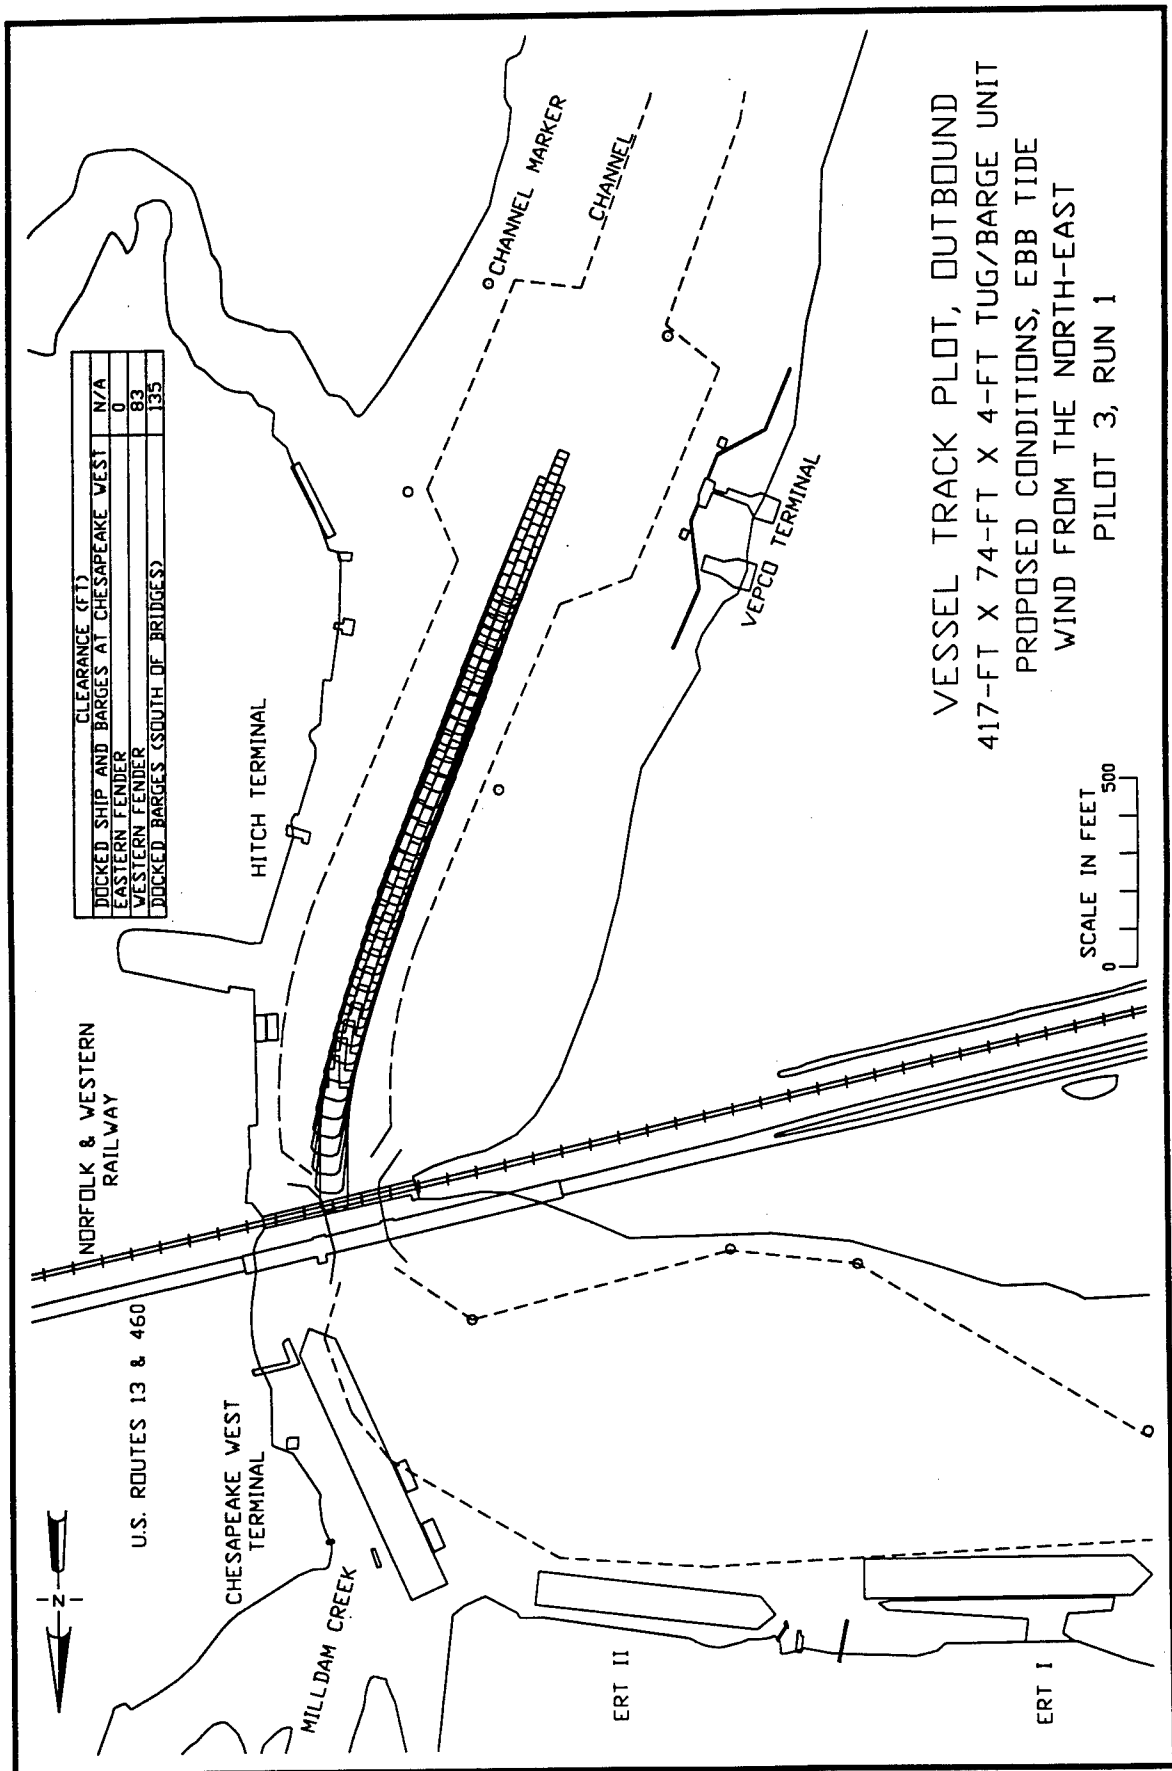 CLEARANCE (FT)
DOCKED SHIP AND BARGES AT CHESAPEAKE WEST N/A
EASTERN FENDER 0
WESTERN FENDER 83
DOCKED BARGES (SOUTH OF BRIDGES) 135
N
U.S. ROUTES 13 & 460
NORFOLK & WESTERN
RAILWAY
CHESAPEAKE WEST
TERMINAL
MILLDAM CREEK
HITCH TERMINAL
CHANNEL MARKER
CHANNEL
VEPCO TERMINAL
ERT II
ERT I
SCALE IN FEET
0 500
VESSEL TRACK PLOT, OUTBOUND
417-FT X 74-FT X 4-FT TUG/BARGE UNIT
PROPOSED CONDITIONS, EBB TIDE
WIND FROM THE NORTH-EAST
PILOT 3, RUN 1